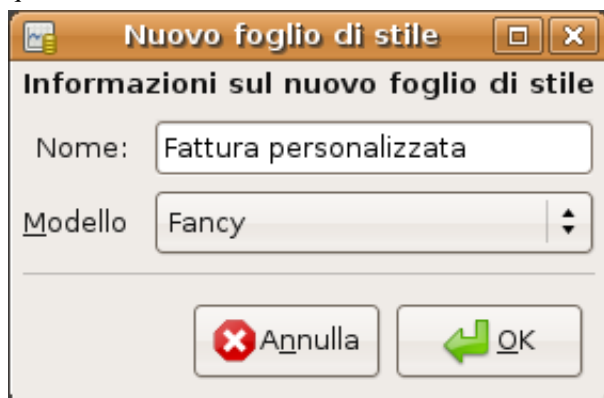 Nuovo foglio di stile
Informazioni sul nuovo foglio di stile
Nome: Fattura personalizzata
Modello Fancy
Annulla OK